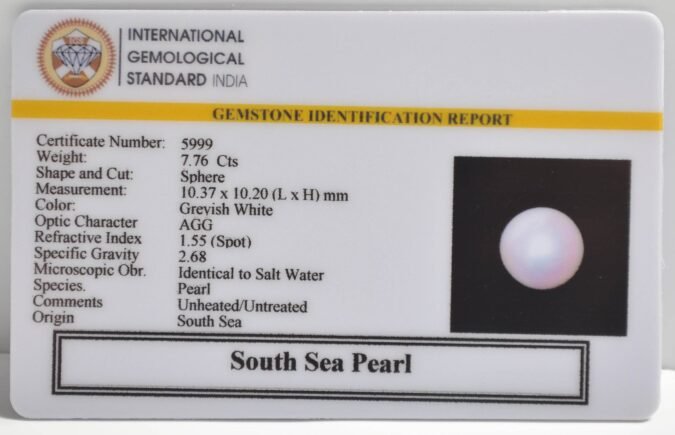 IGS
INTERNATIONAL
GEMOLOGICAL
STANDARD INDIA
GEMSTONE IDENTIFICATION REPORT
Certificate Number: 5999
Weight: 7.76 Cts
Shape and Cut: Sphere
Measurement: 10.37 x 10.20 (L x H) mm
Color: Greyish White
Optic Character AGG
Refractive Index 1.55 (Spot)
Specific Gravity 2.68
Microscopic Obr. Identical to Salt Water
Species. Pearl
Comments Unheated/Untreated
Origin South Sea
South Sea Pearl